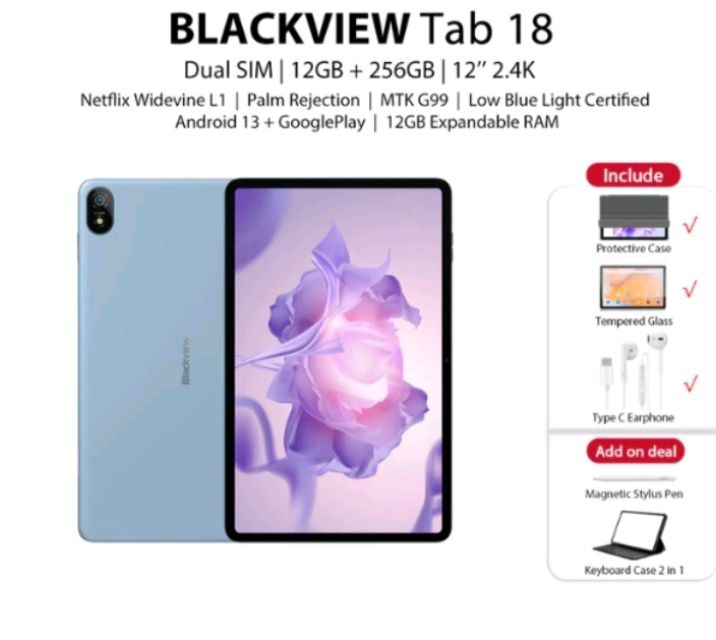 BLACKVIEW Tab 18
Dual SIM | 12GB + 256GB | 12’’ 2.4K
Netflix Widevine L1 | Palm Rejection | MTK G99 | Low Blue Light Certified
Android 13 + GooglePlay | 12GB Expandable RAM
Blackview
Include
Protective Case
Tempered Glass
Type C Earphone
Add on deal
Magnetic Stylus Pen
Keyboard Case 2 in 1